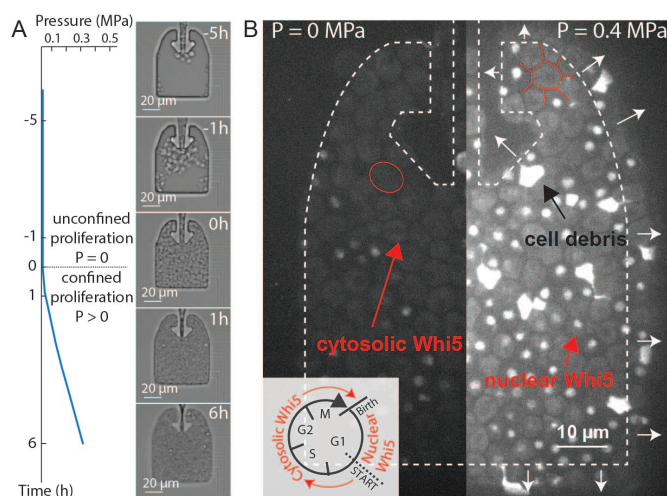 A
Pressure (MPa)
0.1 0.3 0.5
-5
-1
unconfined
proliferation
P = 0
0
confined
proliferation
P > 0
1
6
Time (h)
-5h
20 µm
-1h
20 µm
0h
20 µm
1h
20 µm
6h
20 µm
B
P = 0 MPa
P = 0.4 MPa
cell debris
cytosolic Whi5
nuclear Whi5
10 µm
Cytosolic Whi5
Nuclear
Whi5
Birth
START
M
G2
G1
S